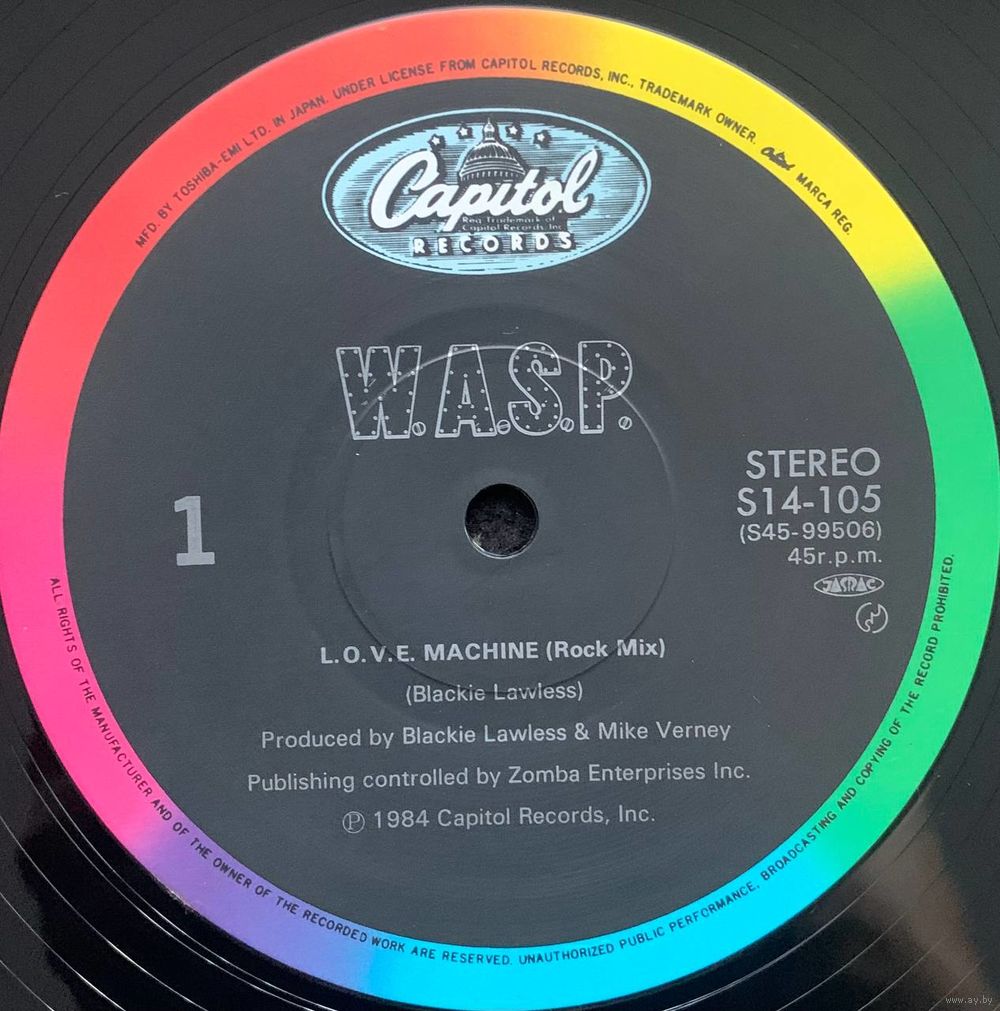 MFD. BY TOSHIBA-EMI LTD. IN JAPAN. UNDER LICENSE FROM CAPITOL RECORDS, INC., TRADEMARK OWNER. Capitol MARCA REG.
Capitol
Reg. Trademark of
Capitol Records, Inc.
RECORDS
W.A.S.P.
STEREO
S14-105
(S45-99506)
45r.p.m.
JASRAC
1
L.O.V.E. MACHINE (Rock Mix)
(Blackie Lawless)
Produced by Blackie Lawless & Mike Verney
Publishing controlled by Zomba Enterprises Inc.
℗ 1984 Capitol Records, Inc.
ALL RIGHTS OF THE MANUFACTURER AND OF THE OWNER OF THE RECORDED WORK ARE RESERVED. UNAUTHORIZED PUBLIC PERFORMANCE, BROADCASTING AND COPYING OF THE RECORD PROHIBITED.
www.ay.by